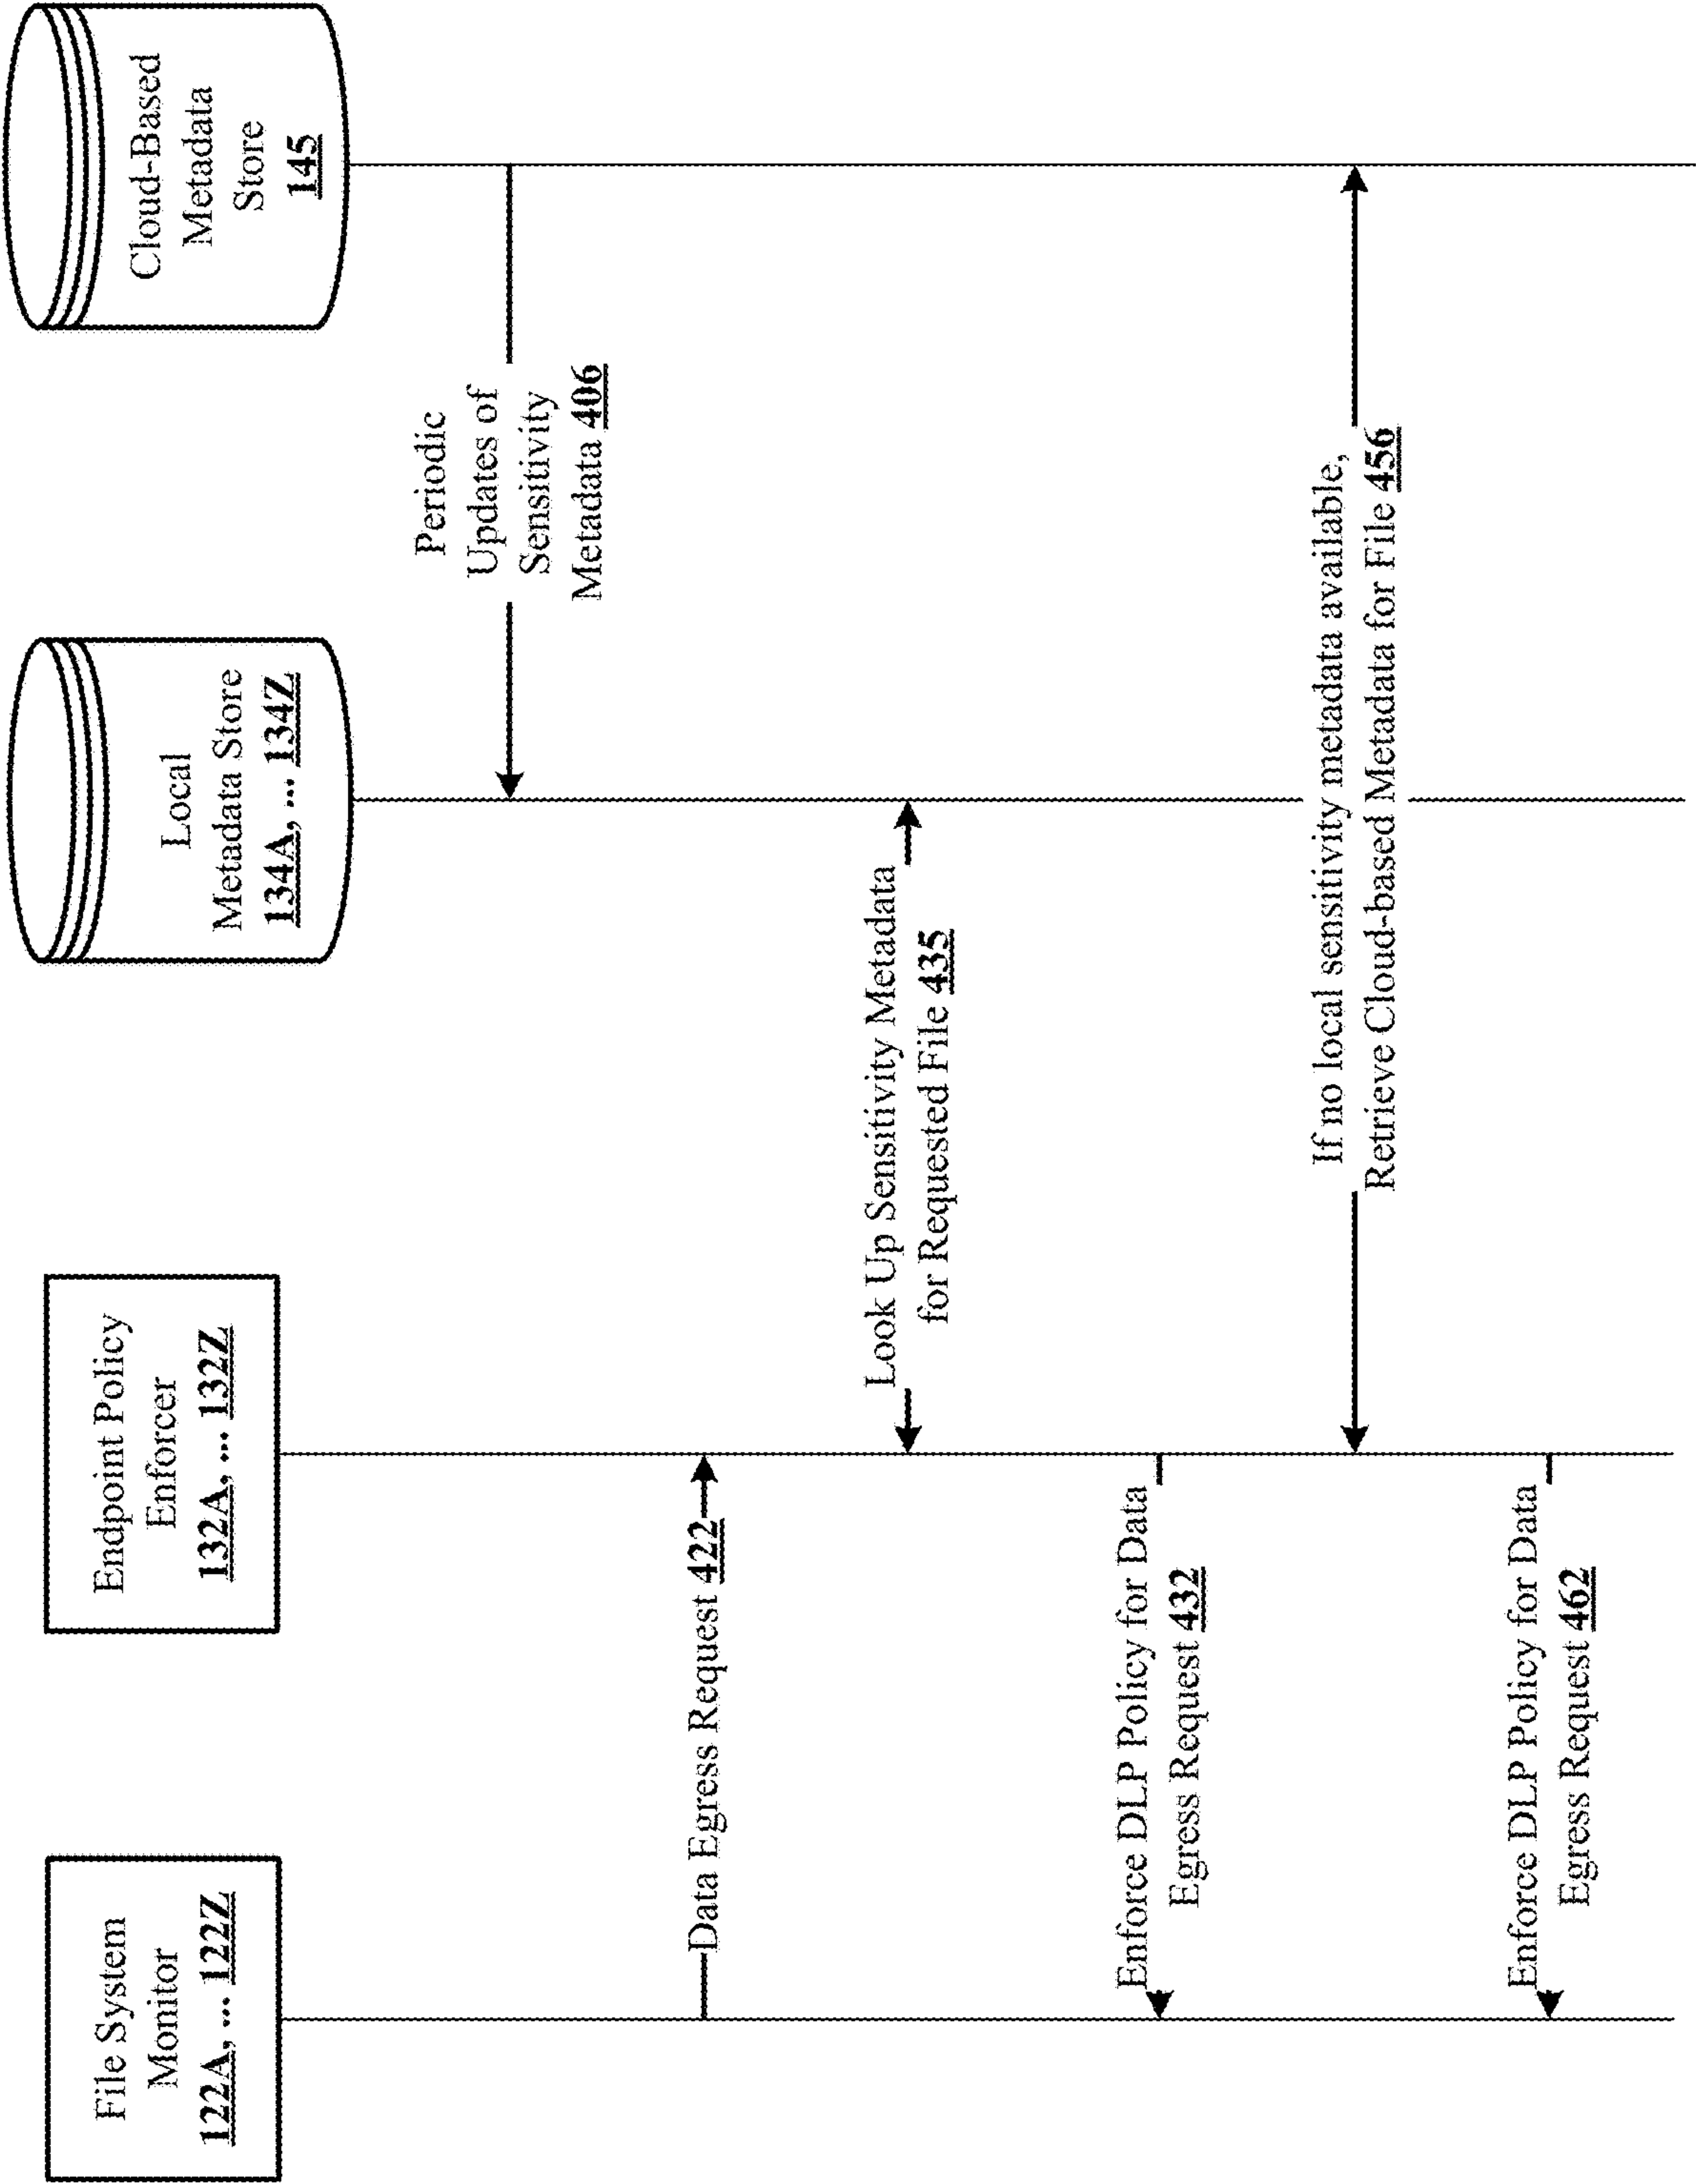 File System
Monitor
122A, ... 122Z
Endpoint Policy
Enforcer
132A, ... 132Z
Local
Metadata Store
134A, ... 134Z
Cloud-Based
Metadata
Store
145
Periodic
Updates of
Sensitivity
Metadata 406
Data Egress Request 422
Look Up Sensitivity Metadata
for Requested File 435
Enforce DLP Policy for Data
Egress Request 432
If no local sensitivity metadata available,
Retrieve Cloud-based Metadata for File 456
Enforce DLP Policy for Data
Egress Request 462